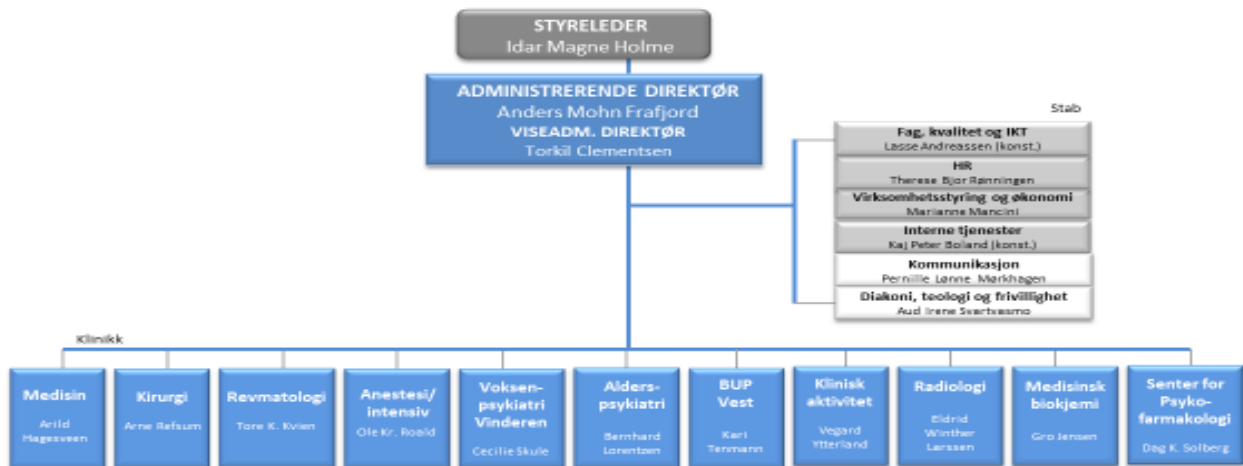 STYRELEDER
Idar Magne Holme
ADMINISTRERENDE DIREKTØR
Anders Mohn Frafjord
VISEADM. DIREKTØR
Torkil Clementsen
Stab
Fag, kvalitet og IKT
Lasse Andreassen (konst.)
HR
Therese Bjor Rønningen
Virksomhetsstyring og økonomi
Marianne Mancini
Interne tjenester
Kaj Peter Boland (konst.)
Kommunikasjon
Pernille Lønne Mørkhagen
Diakoni, teologi og frivillighet
Aud Irene Svartvasmo
Klinikk
Medisin
Arild
Hagesveen
Kirurgi
Arne Refsum
Revmatologi
Tore K. Kvien
Anestesi/
intensiv
Ole Kr. Roald
Voksen-
psykiatri
Vinderen
Cecilie Skule
Alders-
psykiatri
Bernhard
Lorentzen
BUP
Vest
Kari
Tenmann
Klinisk
aktivitet
Vegard
Ytterland
Radiologi
Eldrid
Winther
Larssen
Medisinsk
biokjemi
Gro Jensen
Senter for
Psyko-
farmakologi
Dag K. Solberg